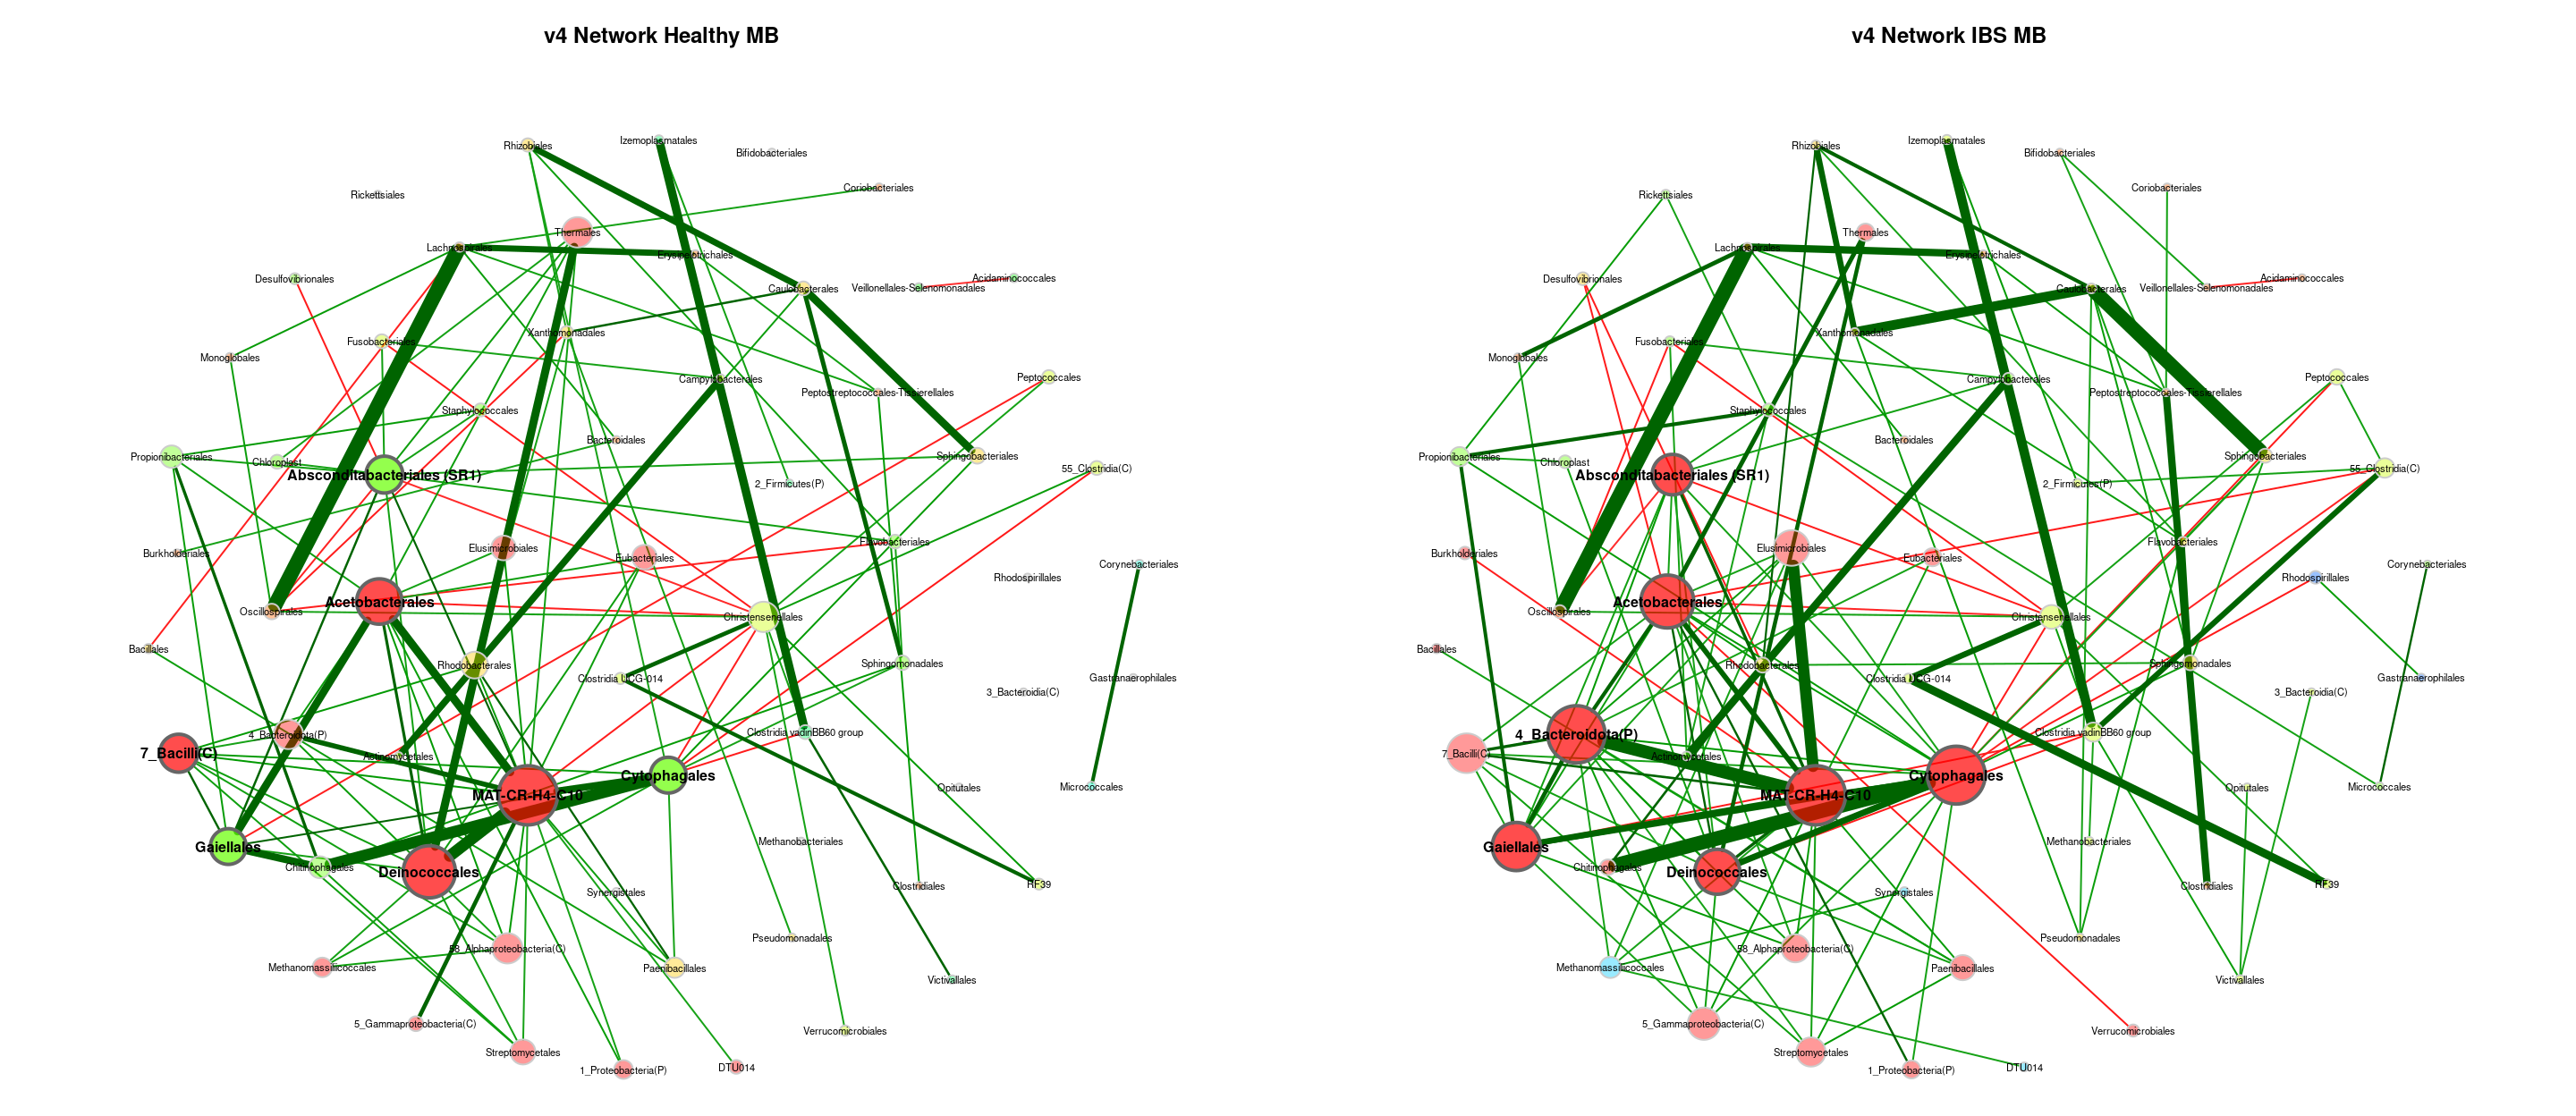 v4 Network Healthy MB
Rhizobiales
Izemoplasmatales
Bifidobacteriales
Rickettsiales
Coriobacteriales
Thermales
Lachnospirales
Erysipelotrichales
Desulfovibrionales
Acidaminococcales
Caulobacterales
Veillonellales-Selenomonadales
Xanthomonadales
Fusobacteriales
Monoglobales
Campylobacterales
Peptococcales
Peptostreptococcales-Tissierellales
Staphylococcales
Bacteroidales
Propionibacteriales
Chloroplast
Sphingobacteriales
55_Clostridia(C)
Absconditabacteriales (SR1)
2_Firmicutes(P)
Flavobacteriales
Burkholderiales
Elusimicrobiales
Eubacteriales
Corynebacteriales
Rhodospirillales
Acetobacterales
Oscillospirales
Christensenellales
Bacillales
Rhodobacterales
Sphingomonadales
Clostridia UCG-014
Gastranaerophilales
3_Bacteroidia(C)
4_Bacteroidota(P)
Clostridia vadinBB60 group
7_Bacilli(C)
Actinomycetales
Cytophagales
Opitutales
Micrococcales
MAT-CR-H4-C10
Methanobacteriales
Gaiellales
Chitinophagales
Deinococcales
Clostridiales
RF39
Synergistales
Pseudomonadales
58_Alphaproteobacteria(C)
Methanomassiliicoccales
Paenibacillales
Victivallales
5_Gammaproteobacteria(C)
Verrucomicrobiales
Streptomycetales
1_Proteobacteria(P)
DTU014
v4 Network IBS MB
Rhizobiales
Izemoplasmatales
Bifidobacteriales
Rickettsiales
Coriobacteriales
Thermales
Lachnospirales
Erysipelotrichales
Desulfovibrionales
Acidaminococcales
Caulobacterales
Veillonellales-Selenomonadales
Xanthomonadales
Fusobacteriales
Monoglobales
Campylobacterales
Peptococcales
Peptostreptococcales-Tissierellales
Staphylococcales
Bacteroidales
Propionibacteriales
Chloroplast
Sphingobacteriales
55_Clostridia(C)
Absconditabacteriales (SR1)
2_Firmicutes(P)
Flavobacteriales
Burkholderiales
Elusimicrobiales
Eubacteriales
Corynebacteriales
Rhodospirillales
Acetobacterales
Oscillospirales
Christensenellales
Bacillales
Rhodobacterales
Sphingomonadales
Clostridia UCG-014
Gastranaerophilales
3_Bacteroidia(C)
4_Bacteroidota(P)
Clostridia vadinBB60 group
7_Bacilli(C)
Actinomycetales
Cytophagales
Opitutales
Micrococcales
MAT-CR-H4-C10
Methanobacteriales
Gaiellales
Chitinophagales
Deinococcales
Clostridiales
RF39
Synergistales
Pseudomonadales
58_Alphaproteobacteria(C)
Methanomassiliicoccales
Paenibacillales
Victivallales
5_Gammaproteobacteria(C)
Verrucomicrobiales
Streptomycetales
1_Proteobacteria(P)
DTU014